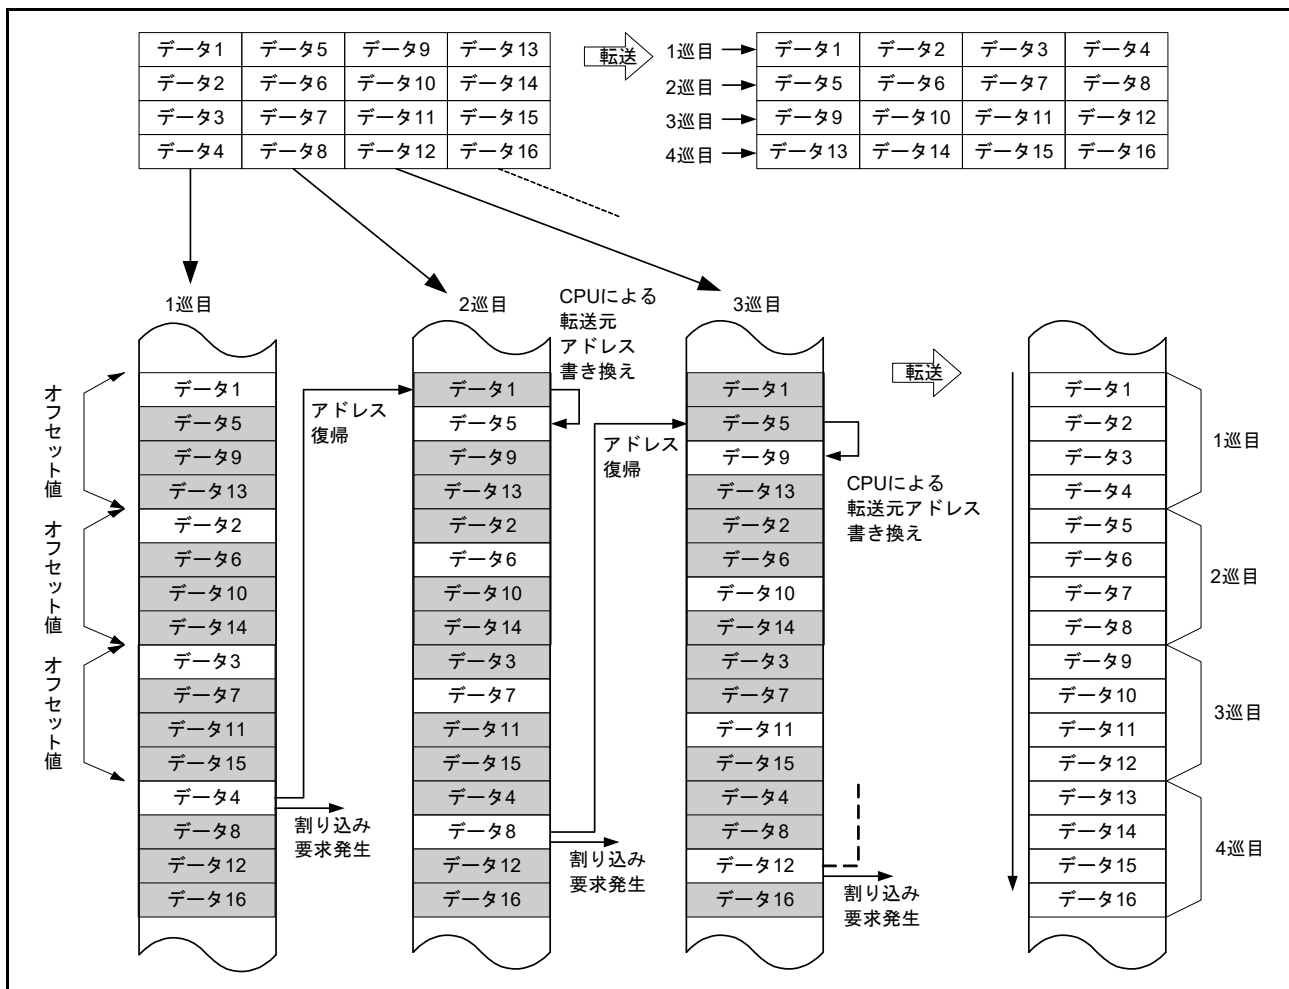 データ1 データ5 データ9 データ13
データ2 データ6 データ10 データ14
データ3 データ7 データ11 データ15
データ4 データ8 データ12 データ16
転送
1巡目 データ1 データ2 データ3 データ4
2巡目 データ5 データ6 データ7 データ8
3巡目 データ9 データ10 データ11 データ12
4巡目 データ13 データ14 データ15 データ16
1巡目
オフセット値
オフセット値
オフセット値
データ1
データ5
データ9
データ13
データ2
データ6
データ10
データ14
データ3
データ7
データ11
データ15
データ4
データ8
データ12
データ16
アドレス
復帰
割り込み
要求発生
2巡目
CPUによる
転送元
アドレス
書き換え
データ1
データ5
データ9
データ13
データ2
データ6
データ10
データ14
データ3
データ7
データ11
データ15
データ4
データ8
データ12
データ16
アドレス
復帰
割り込み
要求発生
3巡目
データ1
データ5
データ9
データ13
データ2
データ6
データ10
データ14
データ3
データ7
データ11
データ15
データ4
データ8
データ12
データ16
CPUによる
転送元アドレス
書き換え
割り込み
要求発生
転送
データ1
データ2
データ3
データ4
データ5
データ6
データ7
データ8
データ9
データ10
データ11
データ12
データ13
データ14
データ15
データ16
1巡目
2巡目
3巡目
4巡目